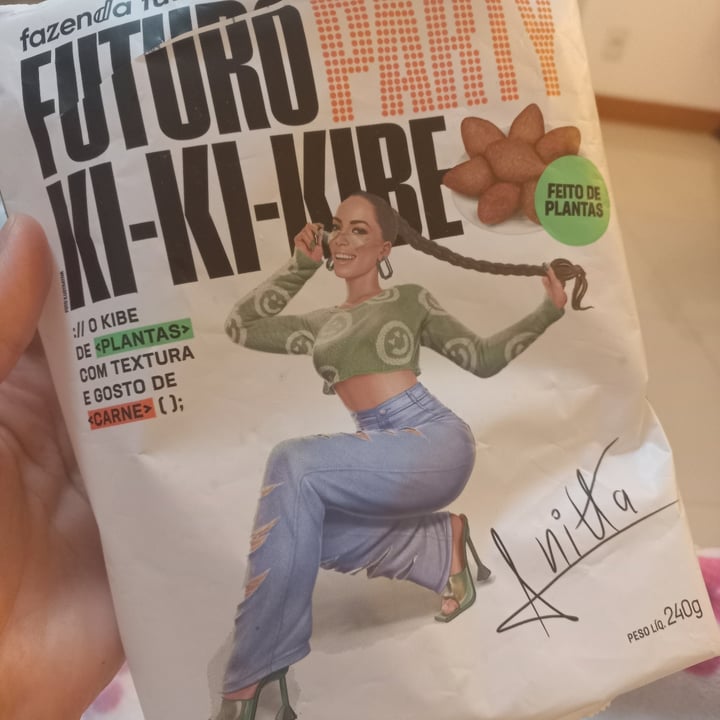 fazenda
FUTURO PARTY
KI-KI-KIBE
FEITO DE
PLANTAS
:// O KIBE
DE <PLANTAS>
COM TEXTURA
E GOSTO DE
<CARNE> ( );
Anitta
PESO LÍQ. 240g